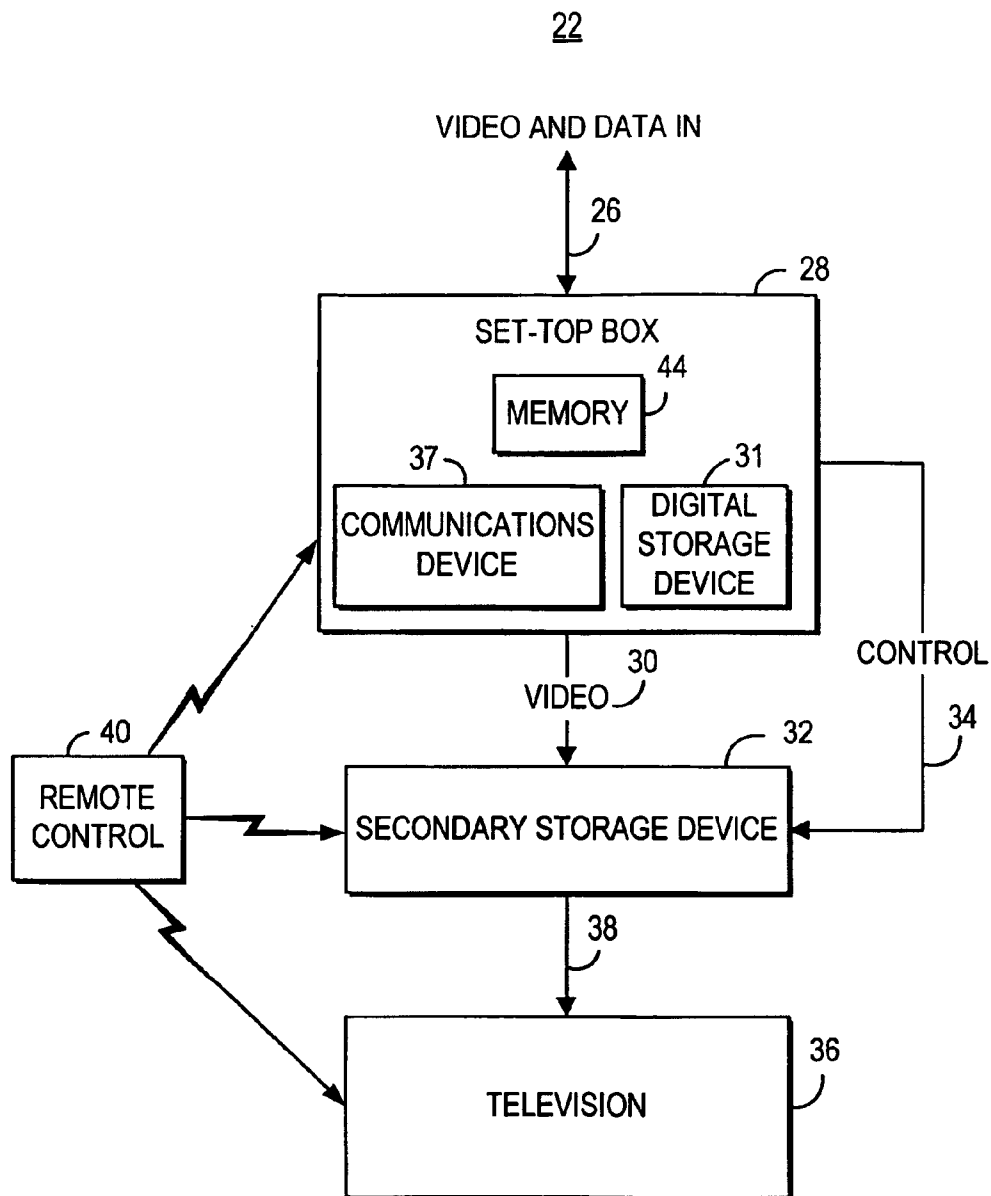 22
VIDEO AND DATA IN
26
28
SET-TOP BOX
44
MEMORY
37
31
COMMUNICATIONS
DEVICE
DIGITAL
STORAGE
DEVICE
CONTROL
30
VIDEO
34
40
32
REMOTE
CONTROL
SECONDARY STORAGE DEVICE
38
36
TELEVISION